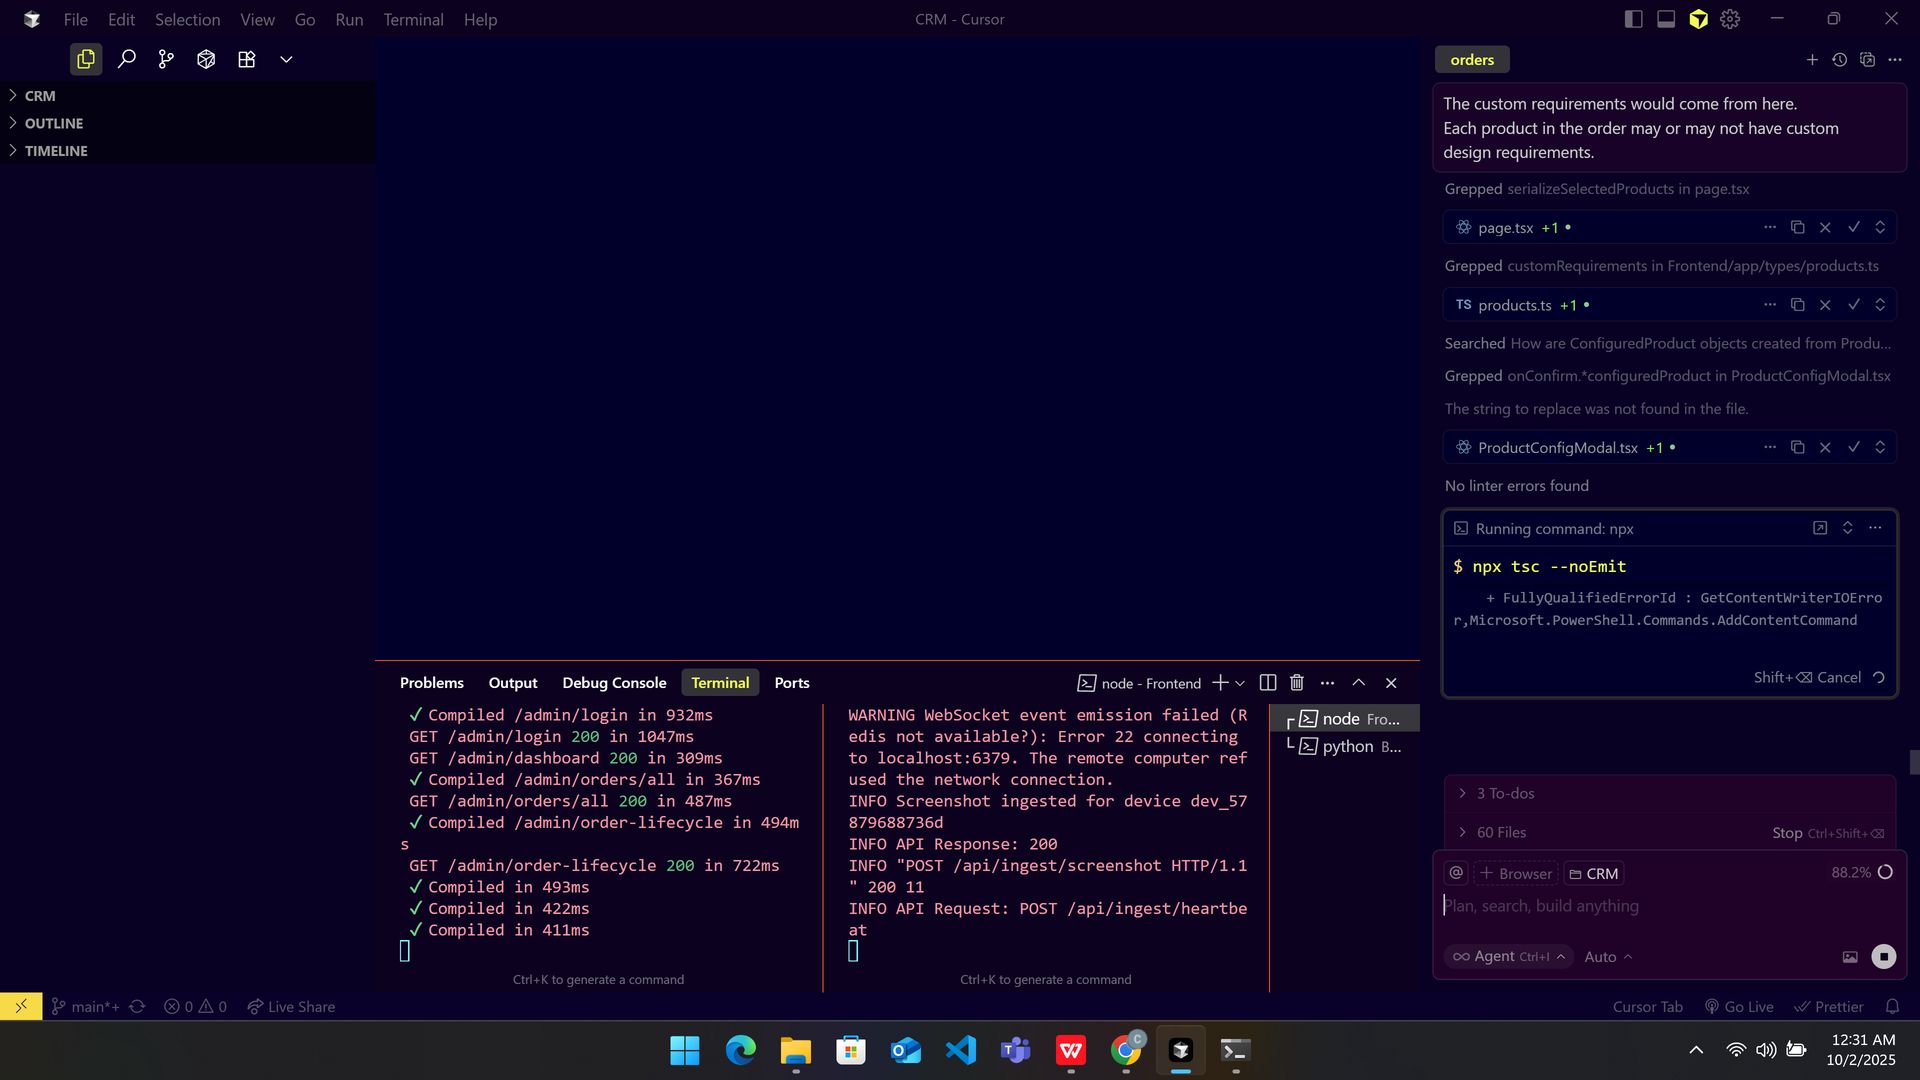 File Edit Selection View Go Run Terminal Help
CRM - Cursor
CRM
OUTLINE
TIMELINE
orders
The custom requirements would come from here.
Each product in the order may or may not have custom
design requirements.
Grepped serializeSelectedProducts in page.tsx
page.tsx +1 •
Grepped customRequirements in Frontend/app/types/products.ts
TS products.ts +1 •
Searched How are ConfiguredProduct objects created from Produ...
Grepped onConfirm.*configuredProduct in ProductConfigModal.tsx
The string to replace was not found in the file.
ProductConfigModal.tsx +1 •
No linter errors found
Running command: npx
$ npx tsc --noEmit
+ FullyQualifiedErrorId : GetContentWriterIOErro
r,Microsoft.PowerShell.Commands.AddContentCommand
Shift+⌫ Cancel
3 To-dos
60 Files Stop Ctrl+Shift+⌫
@ + Browser CRM 88.2%
Plan, search, build anything
∞ Agent Ctrl+I Auto
Problems Output Debug Console Terminal Ports
node - Frontend
✓ Compiled /admin/login in 932ms
GET /admin/login 200 in 1047ms
GET /admin/dashboard 200 in 309ms
✓ Compiled /admin/orders/all in 367ms
GET /admin/orders/all 200 in 487ms
✓ Compiled /admin/order-lifecycle in 494m
s
GET /admin/order-lifecycle 200 in 722ms
✓ Compiled in 493ms
✓ Compiled in 422ms
✓ Compiled in 411ms
Ctrl+K to generate a command
WARNING WebSocket event emission failed (R
edis not available?): Error 22 connecting
to localhost:6379. The remote computer ref
used the network connection.
INFO Screenshot ingested for device dev_57
879688736d
INFO API Response: 200
INFO "POST /api/ingest/screenshot HTTP/1.1
" 200 11
INFO API Request: POST /api/ingest/heartbe
at
Ctrl+K to generate a command
node Fro...
python B...
main*+ 0 0 Live Share
Cursor Tab Go Live Prettier
12:31 AM
10/2/2025